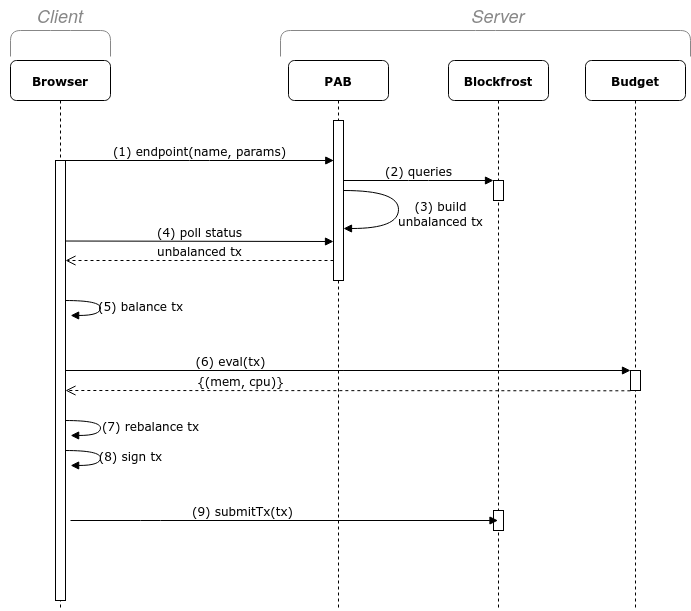 Client
Server
Browser
PAB
Blockfrost
Budget
(1) endpoint(name, params)
(2) queries
(3) build
unbalanced tx
(4) poll status
unbalanced tx
(5) balance tx
(6) eval(tx)
{(mem, cpu)}
(7) rebalance tx
(8) sign tx
(9) submitTx(tx)